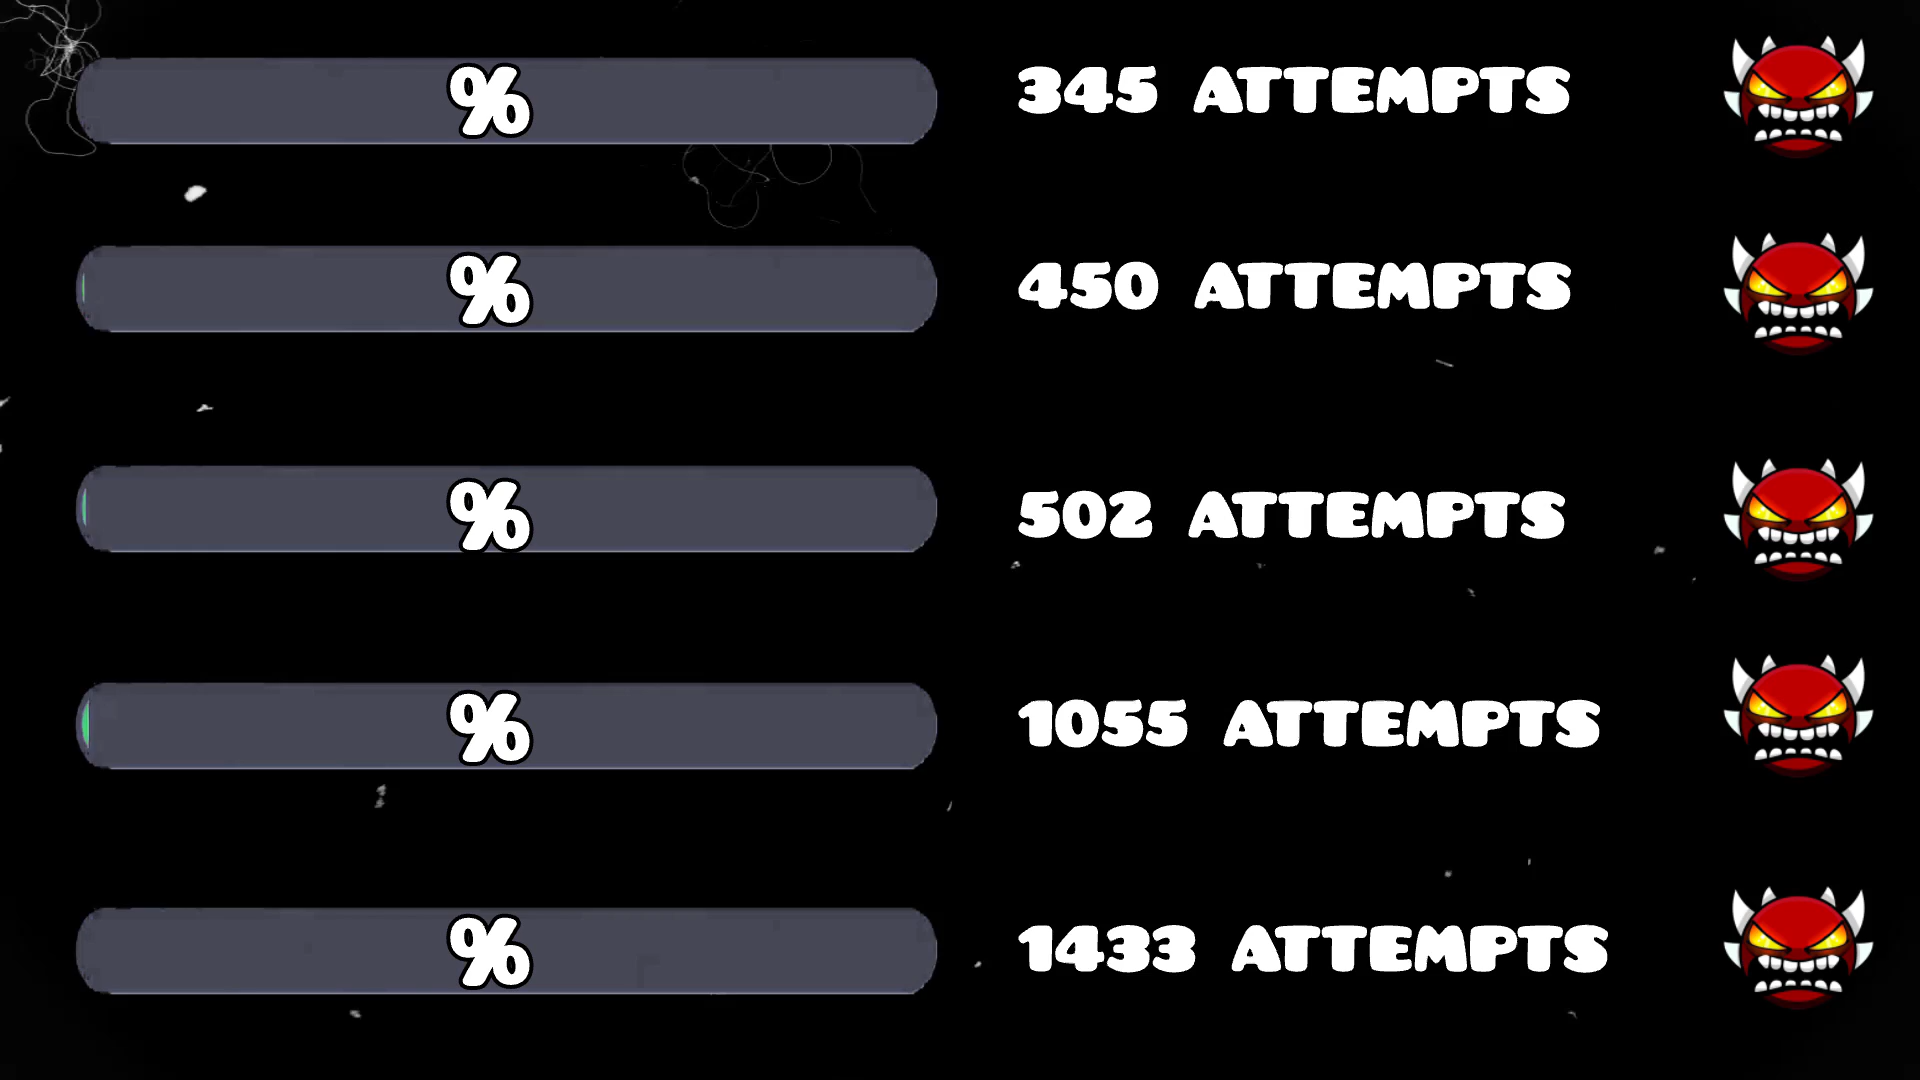 % 345 ATTEMPTS
% 450 ATTEMPTS
% 502 ATTEMPTS
% 1055 ATTEMPTS
% 1433 ATTEMPTS